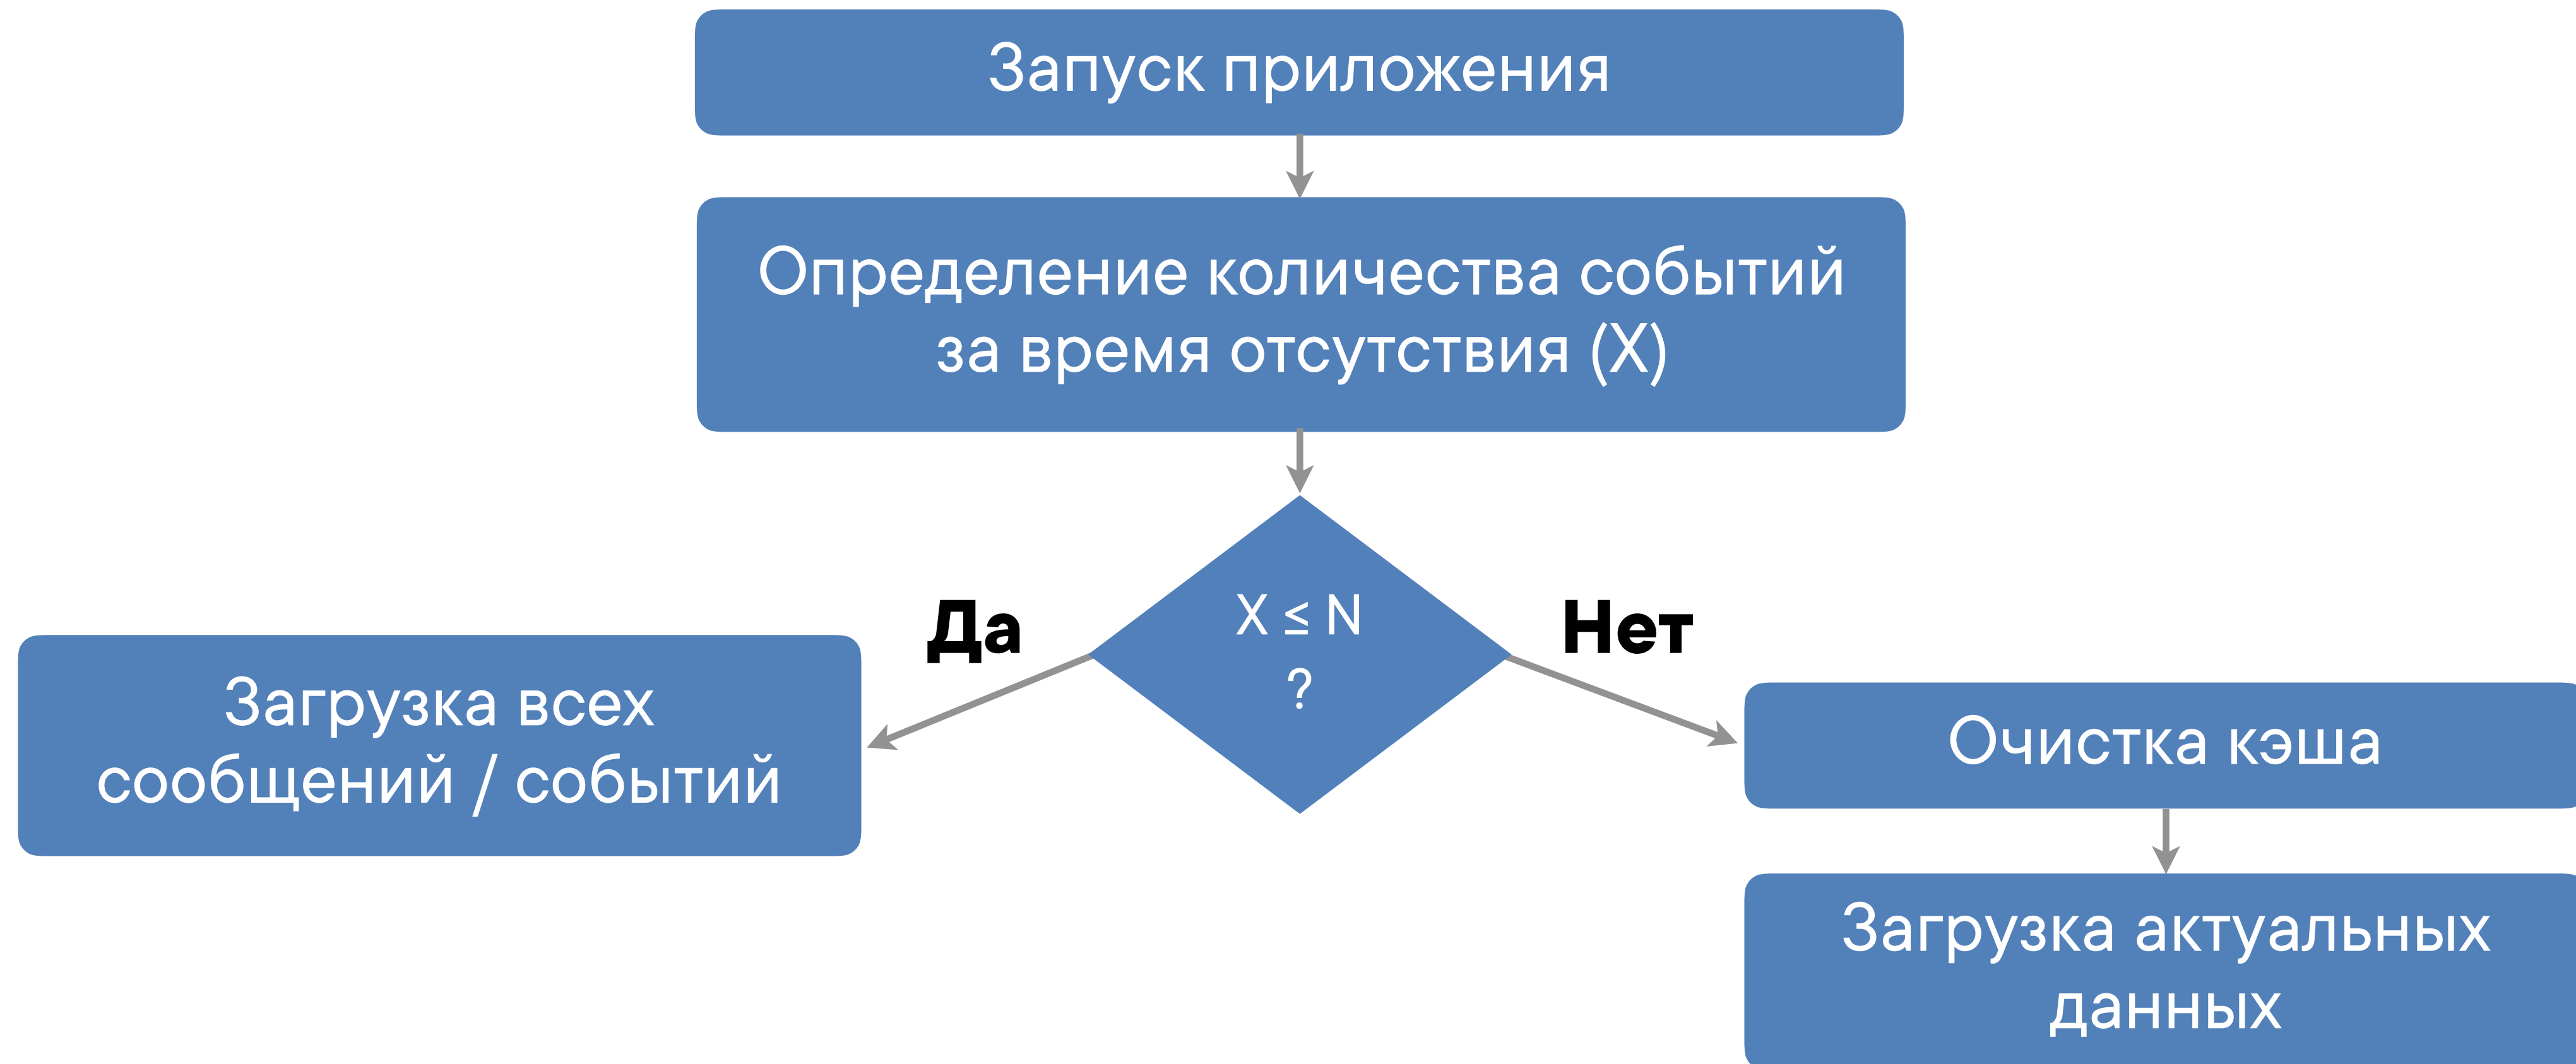 Запуск приложения
Определение количества событий
за время отсутствия (X)
X ≤ N
?
Да
Нет
Загрузка всех
сообщений / событий
Очистка кэша
Загрузка актуальных
данных